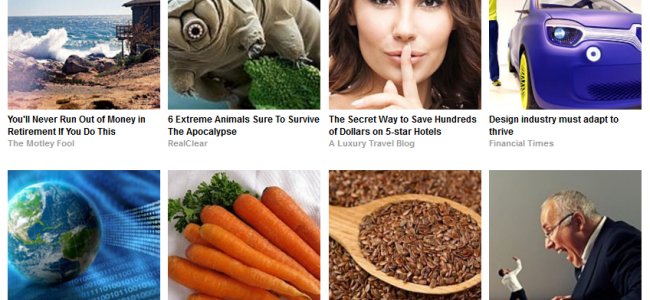 You'll Never Run Out of Money in
Retirement If You Do This
The Motley Fool
6 Extreme Animals Sure To Survive
The Apocalypse
RealClear
The Secret Way to Save Hundreds
of Dollars on 5-star Hotels
A Luxury Travel Blog
Design industry must adapt to
thrive
Financial Times